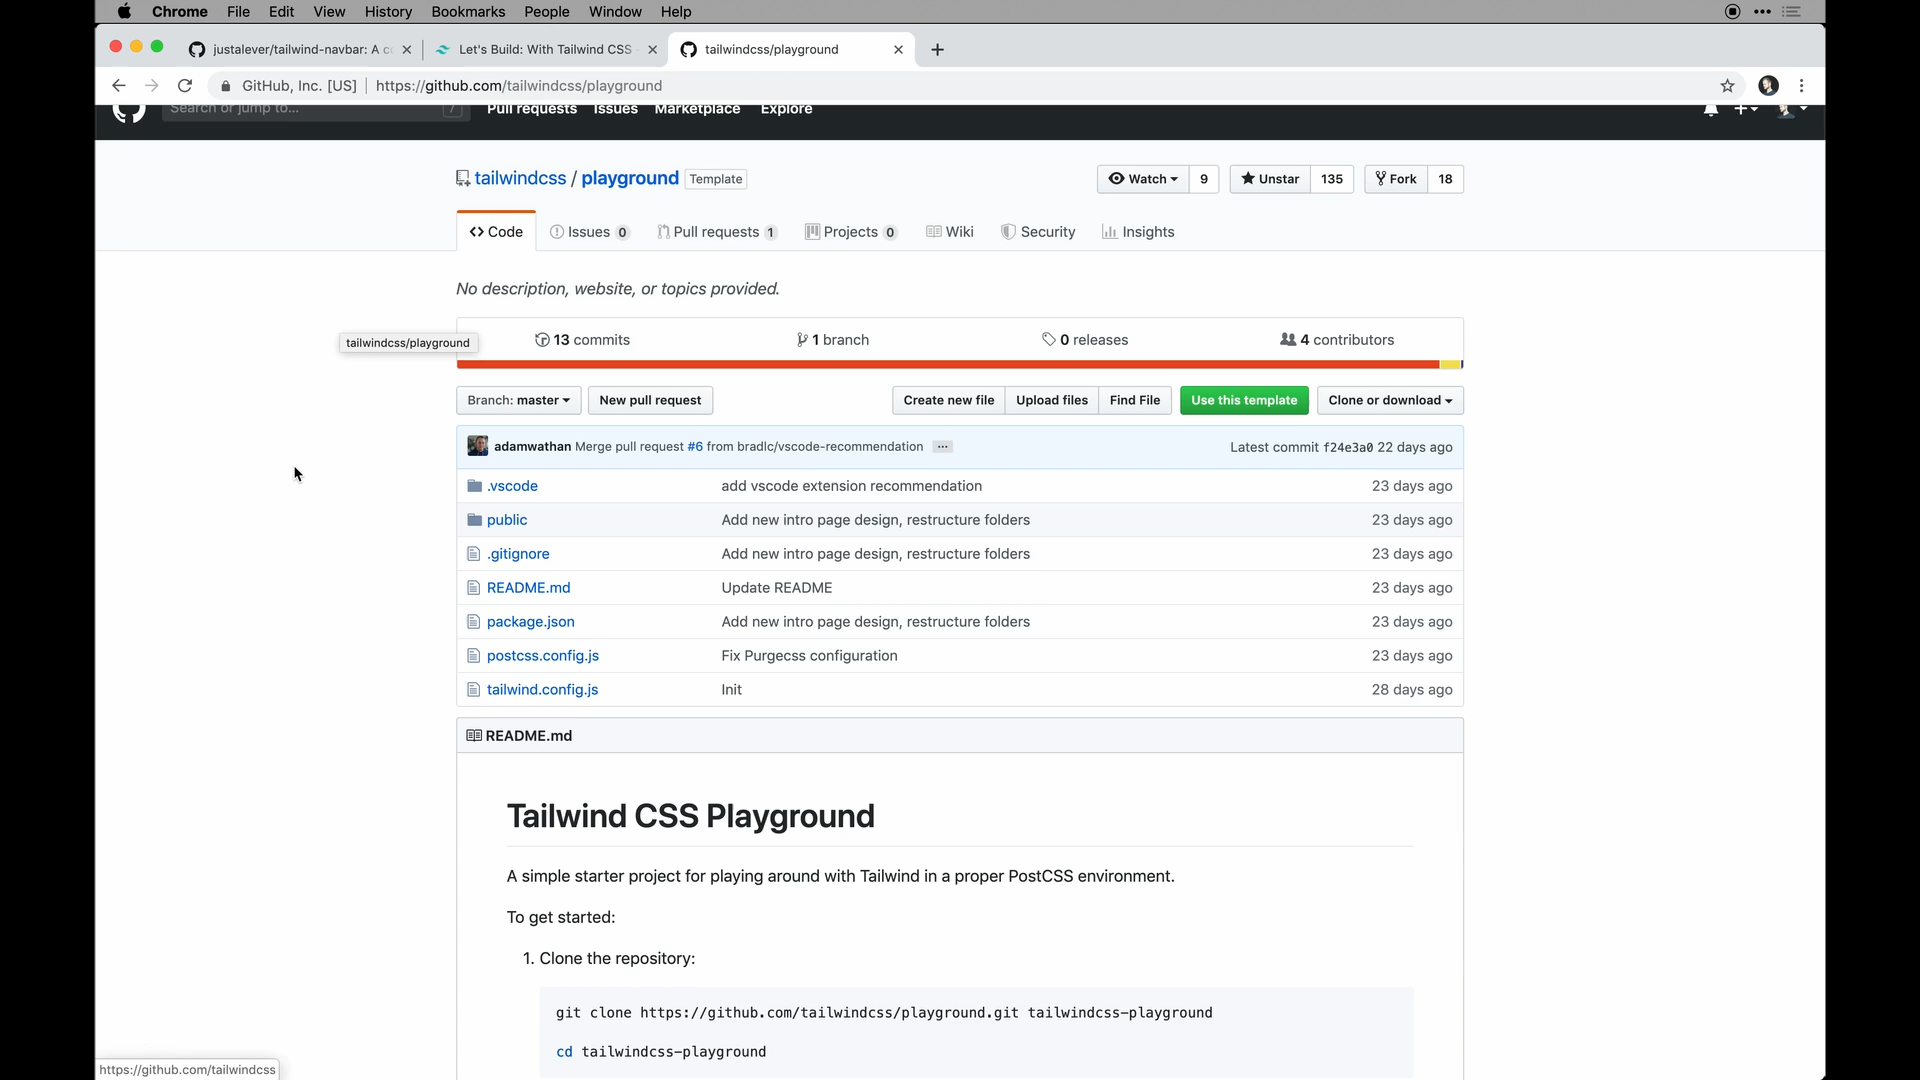 Chrome File Edit View History Bookmarks People Window Help
justalever/tailwind-navbar: A c
Let's Build: With Tailwind CSS
tailwindcss/playground
GitHub, Inc. [US] | https://github.com/tailwindcss/playground
Search or jump to... / Pull requests Issues Marketplace Explore
tailwindcss / playground Template
Watch 9 Unstar 135 Fork 18
Code Issues 0 Pull requests 1 Projects 0 Wiki Security Insights
No description, website, or topics provided.
tailwindcss/playground
13 commits 1 branch 0 releases 4 contributors
Branch: master New pull request Create new file Upload files Find File Use this template Clone or download
adamwathan Merge pull request #6 from bradlc/vscode-recommendation ... Latest commit f24e3a0 22 days ago
.vscode add vscode extension recommendation 23 days ago
public Add new intro page design, restructure folders 23 days ago
.gitignore Add new intro page design, restructure folders 23 days ago
README.md Update README 23 days ago
package.json Add new intro page design, restructure folders 23 days ago
postcss.config.js Fix Purgecss configuration 23 days ago
tailwind.config.js Init 28 days ago
README.md
Tailwind CSS Playground
A simple starter project for playing around with Tailwind in a proper PostCSS environment.
To get started:
1. Clone the repository:
git clone https://github.com/tailwindcss/playground.git tailwindcss-playground
cd tailwindcss-playground
https://github.com/tailwindcss